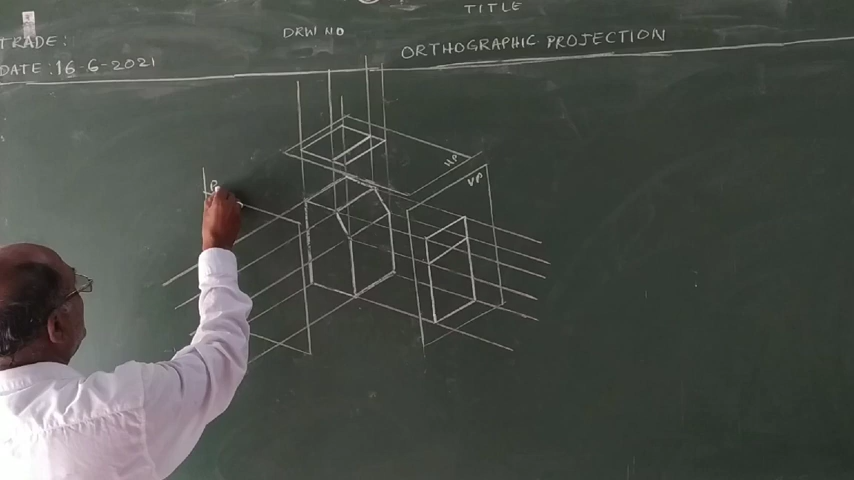 TITLE
TRADE:
DRW NO
ORTHOGRAPHIC PROJECTION
DATE: 16-6-2021
HP
VP